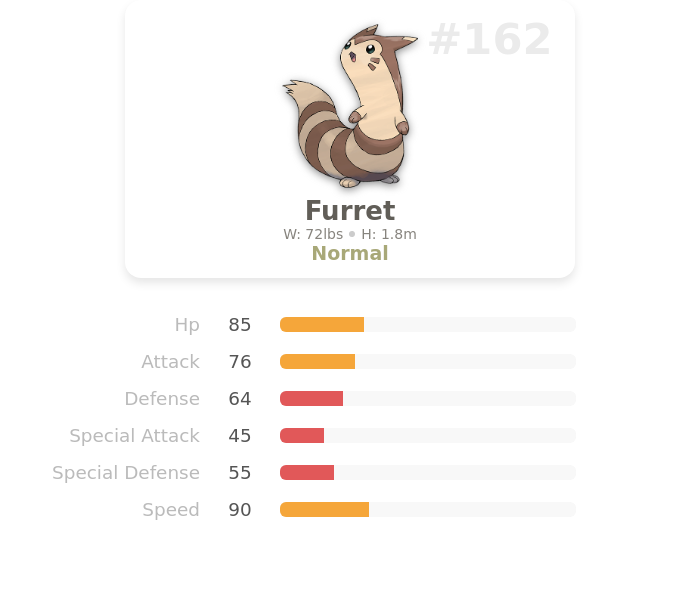 #162
Furret
W: 72lbs • H: 1.8m
Normal
Hp 85
Attack 76
Defense 64
Special Attack 45
Special Defense 55
Speed 90